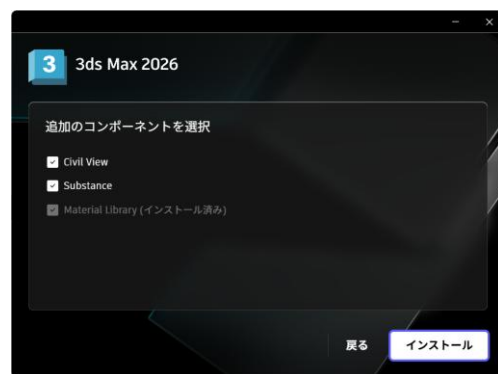 3
3ds Max 2026
追加のコンポーネントを選択
Civil View
Substance
Material Library (インストール済み)
戻る
インストール